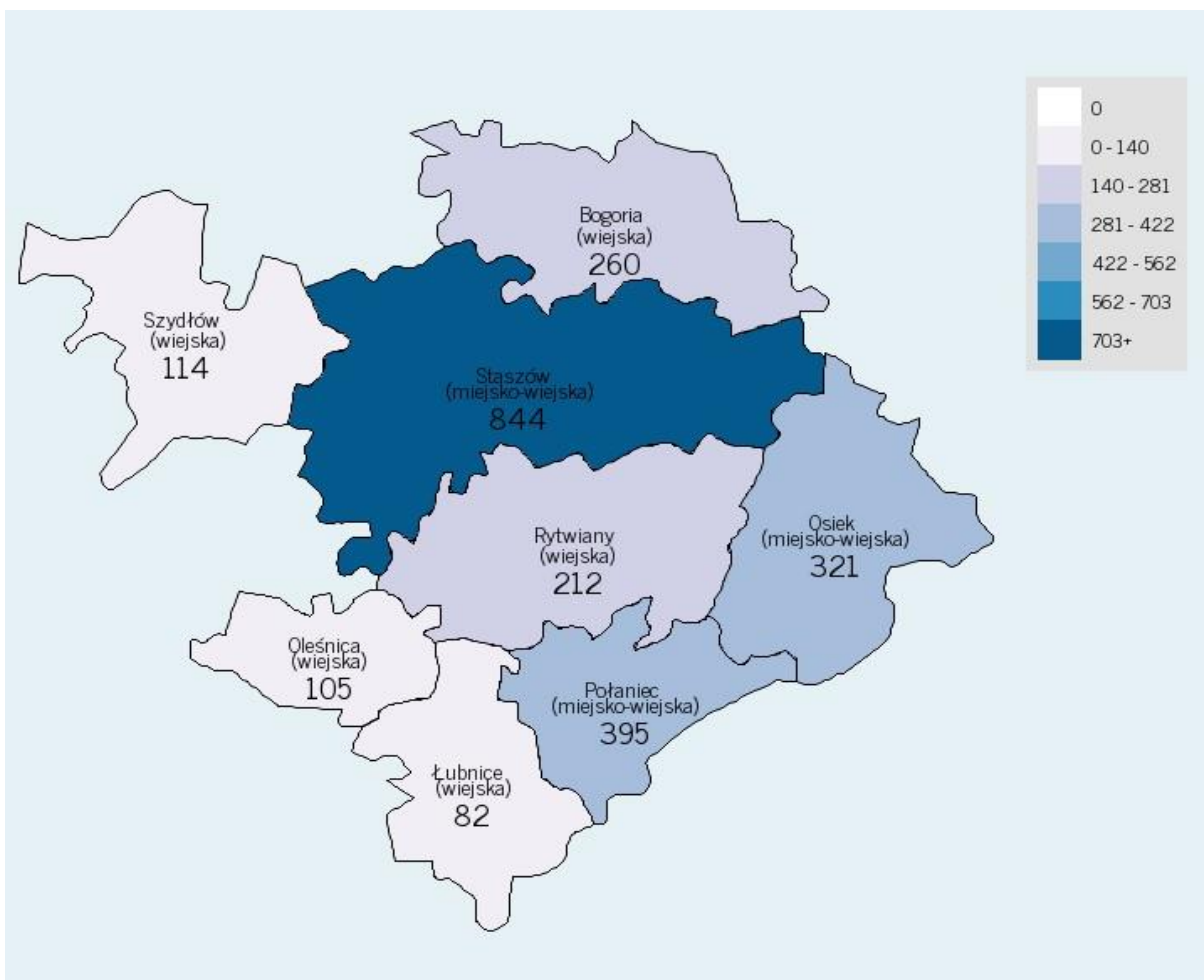 0
0 - 140
140 - 281
281 - 422
422 - 562
562 - 703
703+
Bogoria
(wiejska)
260
Szydłów
(wiejska)
114
Staszów
(miejsko-wiejska)
844
Osiek
(miejsko-wiejska)
321
Rytwiany
(wiejska)
212
Oleśnica
(wiejska)
105
Połaniec
(miejsko-wiejska)
395
Łubnice
(wiejska)
82